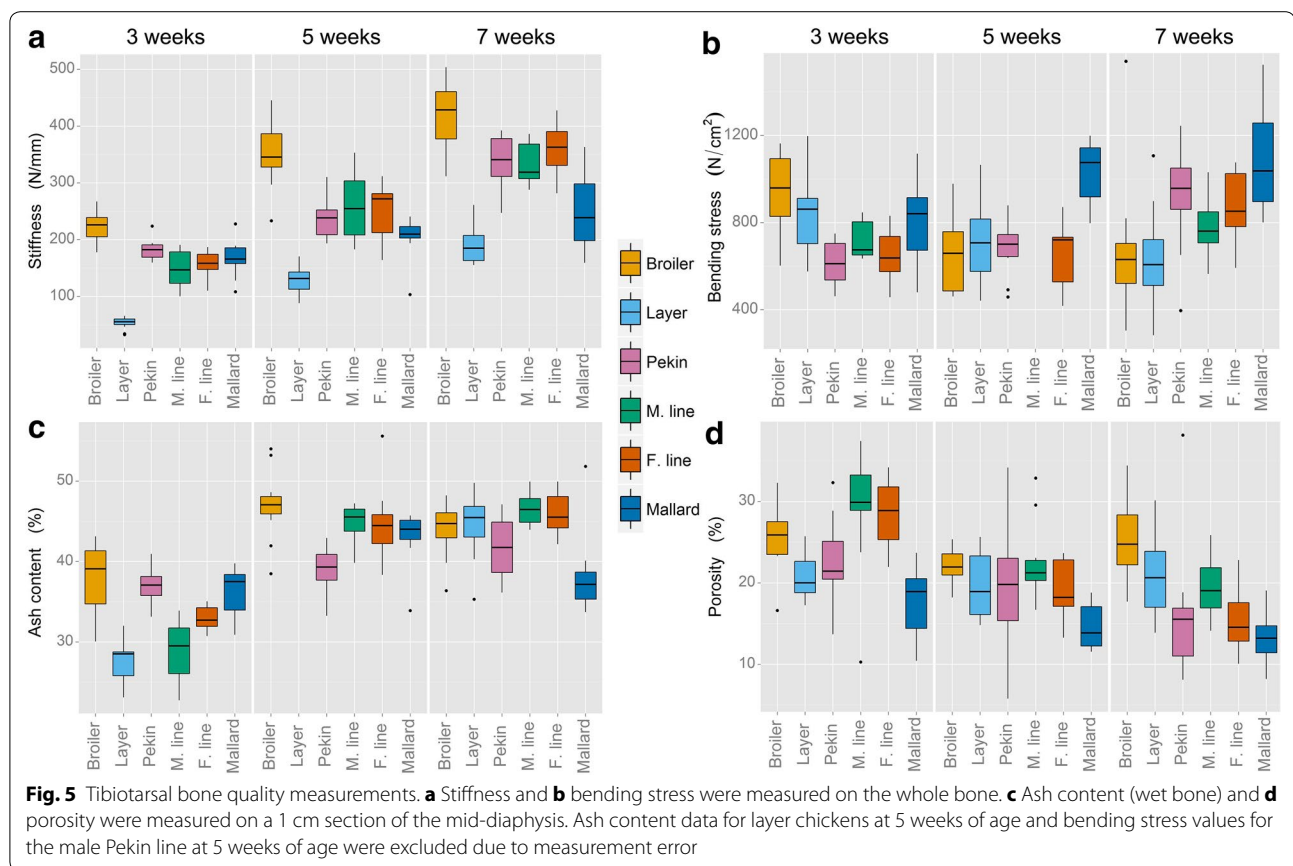 a
3 weeks 5 weeks 7 weeks
Stiffness (N/mm)
500
400
300
200
100
Broiler Layer Pekin M. line F. line Mallard Broiler Layer Pekin M. line F. line Mallard Broiler Layer Pekin M. line F. line Mallard
b
3 weeks 5 weeks 7 weeks
Bending stress (N/cm²)
1200
800
400
Broiler Layer Pekin M. line F. line Mallard Broiler Layer Pekin M. line F. line Mallard Broiler Layer Pekin M. line F. line Mallard
Broiler
Layer
Pekin
M. line
F. line
Mallard
c
Ash content (%)
50
40
30
Broiler Layer Pekin M. line F. line Mallard Broiler Layer Pekin M. line F. line Mallard Broiler Layer Pekin M. line F. line Mallard
d
Porosity (%)
30
20
10
Broiler Layer Pekin M. line F. line Mallard Broiler Layer Pekin M. line F. line Mallard Broiler Layer Pekin M. line F. line Mallard
Fig. 5 Tibiotarsal bone quality measurements. a Stiffness and b bending stress were measured on the whole bone. c Ash content (wet bone) and d
porosity were measured on a 1 cm section of the mid-diaphysis. Ash content data for layer chickens at 5 weeks of age and bending stress values for
the male Pekin line at 5 weeks of age were excluded due to measurement error